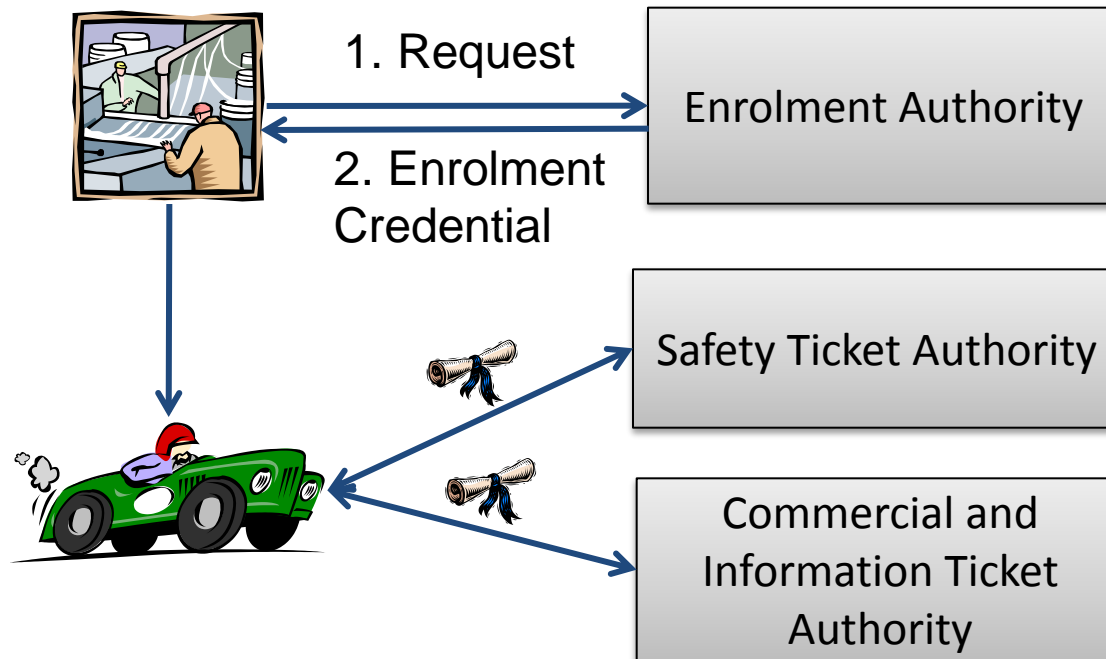 1. Request
Enrolment Authority
2. Enrolment
Credential
Safety Ticket Authority
Commercial and
Information Ticket
Authority